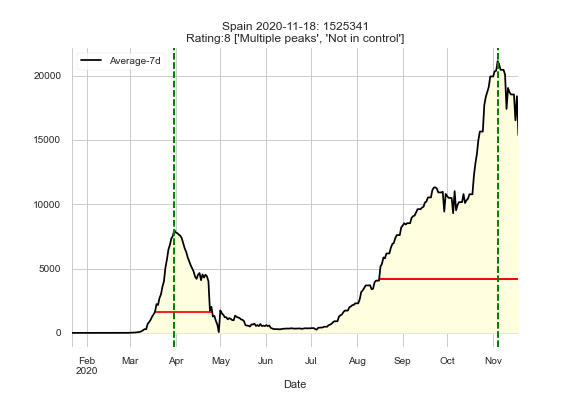 Spain 2020-11-18: 1525341
Rating:8 ['Multiple peaks', 'Not in control']
Average-7d
20000
15000
10000
5000
0
Feb Mar Apr May Jun Jul Aug Sep Oct Nov
2020
Date